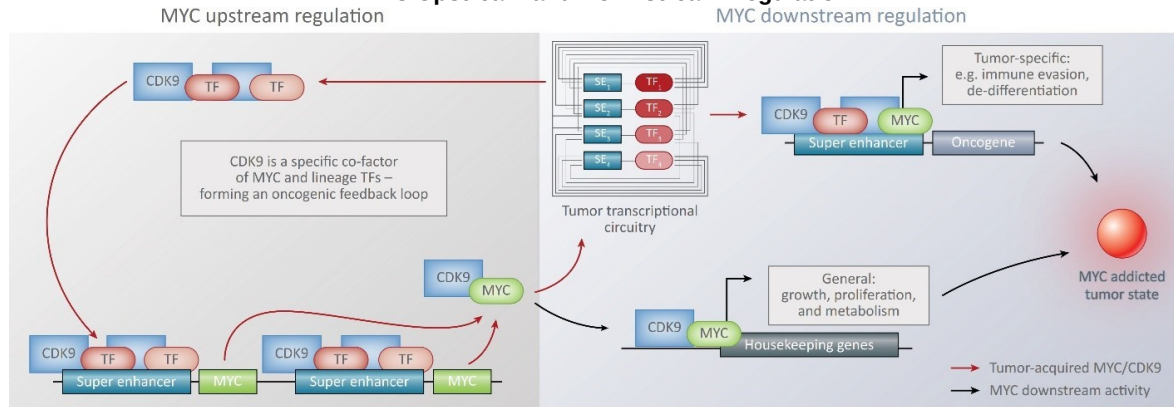 MYC upstream regulation
MYC downstream regulation
CDK9
TF
TF
CDK9 is a specific co-factor
of MYC and lineage TFs –
forming an oncogenic feedback loop
CDK9
MYC
CDK9
TF
TF
Super enhancer
MYC
CDK9
TF
TF
Super enhancer
MYC
SE1
TF1
SE2
TF2
SE3
TF3
SE4
TF4
Tumor transcriptional
circuitry
CDK9
TF
MYC
Super enhancer
Oncogene
Tumor-specific:
e.g. immune evasion,
de-differentiation
CDK9
MYC
Housekeeping genes
General:
growth, proliferation,
and metabolism
MYC addicted
tumor state
Tumor-acquired MYC/CDK9
MYC downstream activity